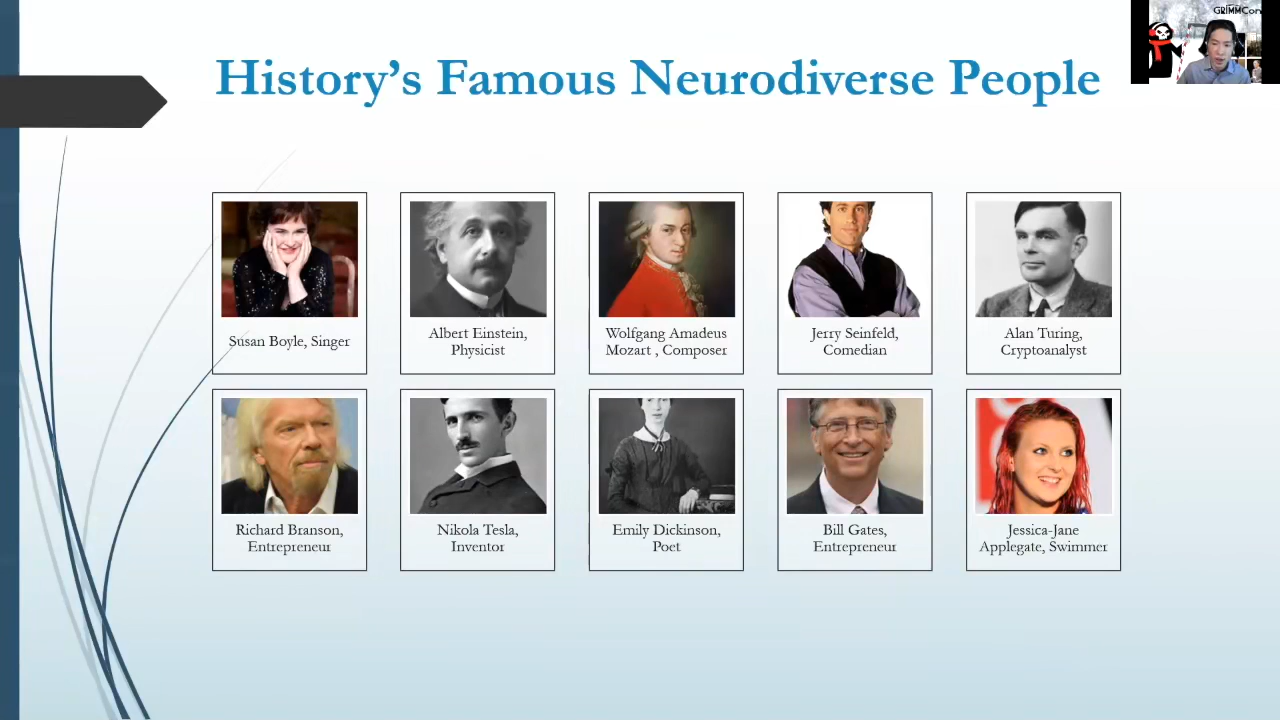 GRIMMCon
History's Famous Neurodiverse People
Susan Boyle, Singer
Albert Einstein,
Physicist
Wolfgang Amadeus
Mozart , Composer
Jerry Seinfeld,
Comedian
Alan Turing,
Cryptoanalyst
Richard Branson,
Entrepreneur
Nikola Tesla,
Inventor
Emily Dickinson,
Poet
Bill Gates,
Entrepreneur
Jessica-Jane
Applegate, Swimmer